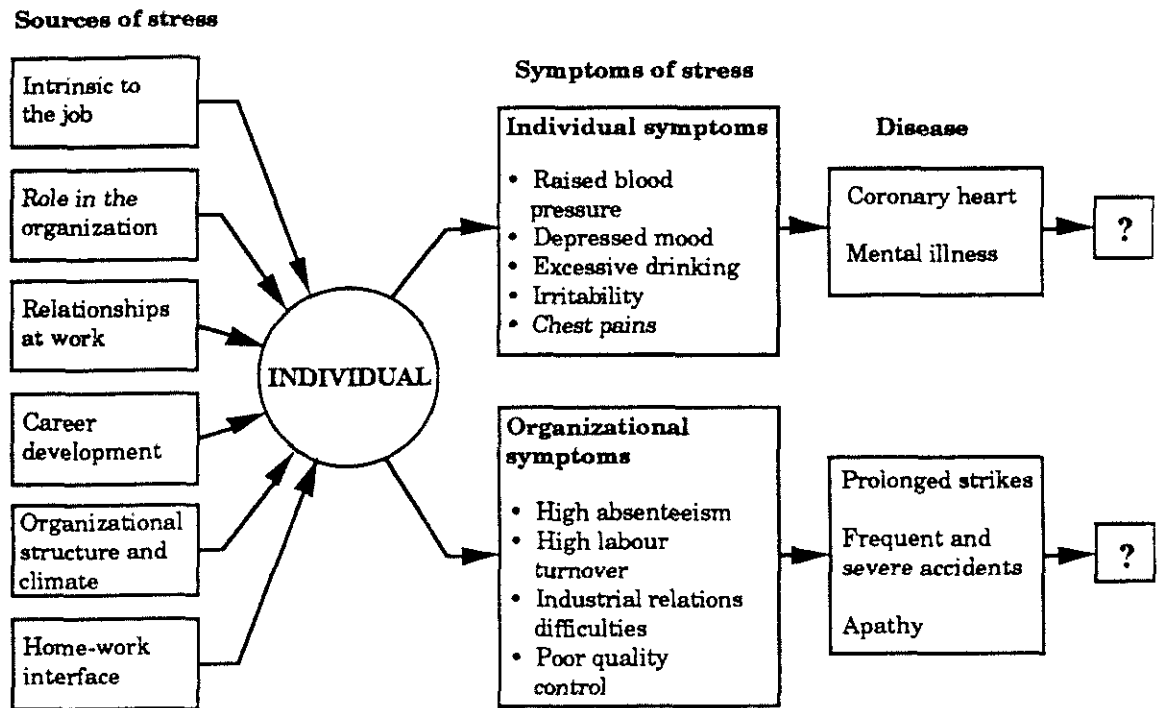 Sources of stress
Intrinsic to
the job
Role in the
organization
Relationships
at work
Career
development
Organizational
structure and
climate
Home-work
interface
INDIVIDUAL
Symptoms of stress
Individual symptoms
• Raised blood
pressure
• Depressed mood
• Excessive drinking
• Irritability
• Chest pains
Organizational
symptoms
• High absenteeism
• High labour
turnover
• Industrial relations
difficulties
• Poor quality
control
Disease
Coronary heart
Mental illness
?
Prolonged strikes
Frequent and
severe accidents
Apathy
?